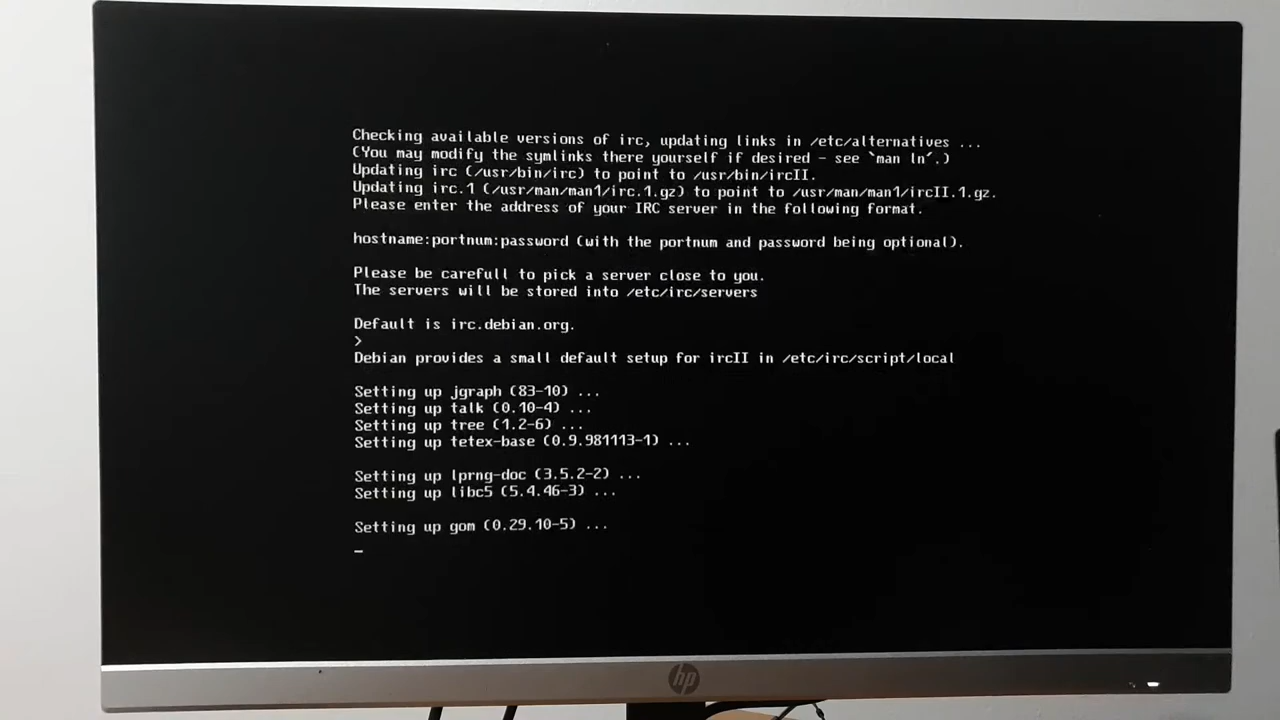 Checking available versions of irc, updating links in /etc/alternatives ...
(You may modify the symlinks there yourself if desired - see `man ln´.)
Updating irc (/usr/bin/irc) to point to /usr/bin/ircII.
Updating irc.1 (/usr/man/man1/irc.1.gz) to point to /usr/man/man1/ircII.1.gz.
Please enter the address of your IRC server in the following format.
hostname:portnum:password (with the portnum and password being optional).
Please be carefull to pick a server close to you.
The servers will be stored into /etc/irc/servers
Default is irc.debian.org.
>
Debian provides a small default setup for ircII in /etc/irc/script/local
Setting up jgraph (83-10) ...
Setting up talk (0.10-4) ...
Setting up tree (1.2-6) ...
Setting up tetex-base (0.9.981113-1) ...
Setting up lprng-doc (3.5.2-2) ...
Setting up libc5 (5.4.46-3) ...
Setting up gom (0.29.10-5) ...
_
hp